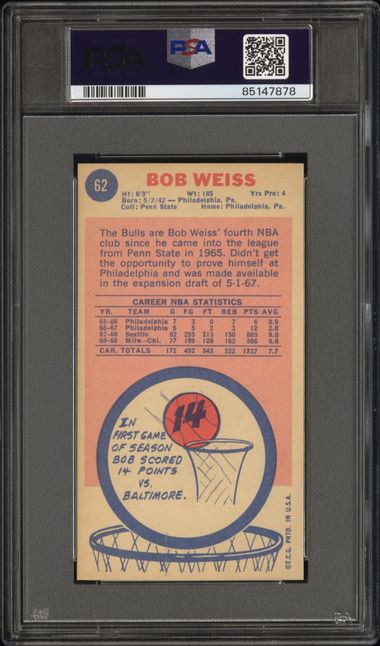 PSA
PSA
85147878
62
BOB WEISS
Ht: 6'3" Wt: 185 Yrs Pro: 4
Born: 5/7/42 — Philadelphia, Pa.
Coll: Penn State Home: Philadelphia, Pa.
The Bulls are Bob Weiss' fourth NBA
club since he came into the league
from Penn State in 1965. Didn't get
the opportunity to prove himself at
Philadelphia and was made available
in the expansion draft of 5-1-67.
CAREER NBA STATISTICS
YR. TEAM G FG FT REB PTS AVG
65-66 Philadelphia 7 3 0 7 6 0.9
66-67 Philadelphia 6 5 2 3 12 2.0
67-68 Seattle 82 295 213 150 803 9.8
68-69 Milw.-Chi. 77 189 128 162 506 6.6
CAR. TOTALS 172 492 343 322 1327 7.7
14
IN
FIRST GAME
OF SEASON
BOB SCORED
14 POINTS
VS.
BALTIMORE.
©T.C.G. PRTD. IN U.S.A.